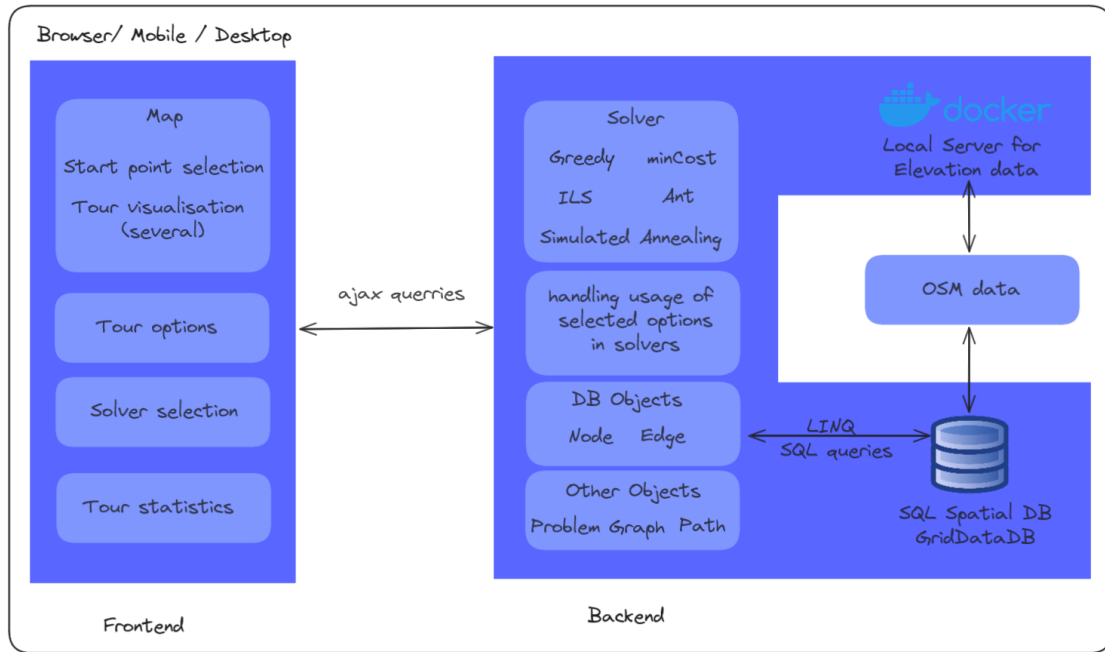 Browser/ Mobile / Desktop
Map
Start point selection
Tour visualisation
(several)
Tour options
Solver selection
Tour statistics
Frontend
ajax querries
Solver
Greedy minCost
ILS Ant
Simulated Annealing
handling usage of
selected options
in solvers
DB Objects
Node Edge
Other Objects
Problem Graph Path
Backend
docker
Local Server for
Elevation data
OSM data
LINQ
SQL queries
SQL Spatial DB
GridDataDB